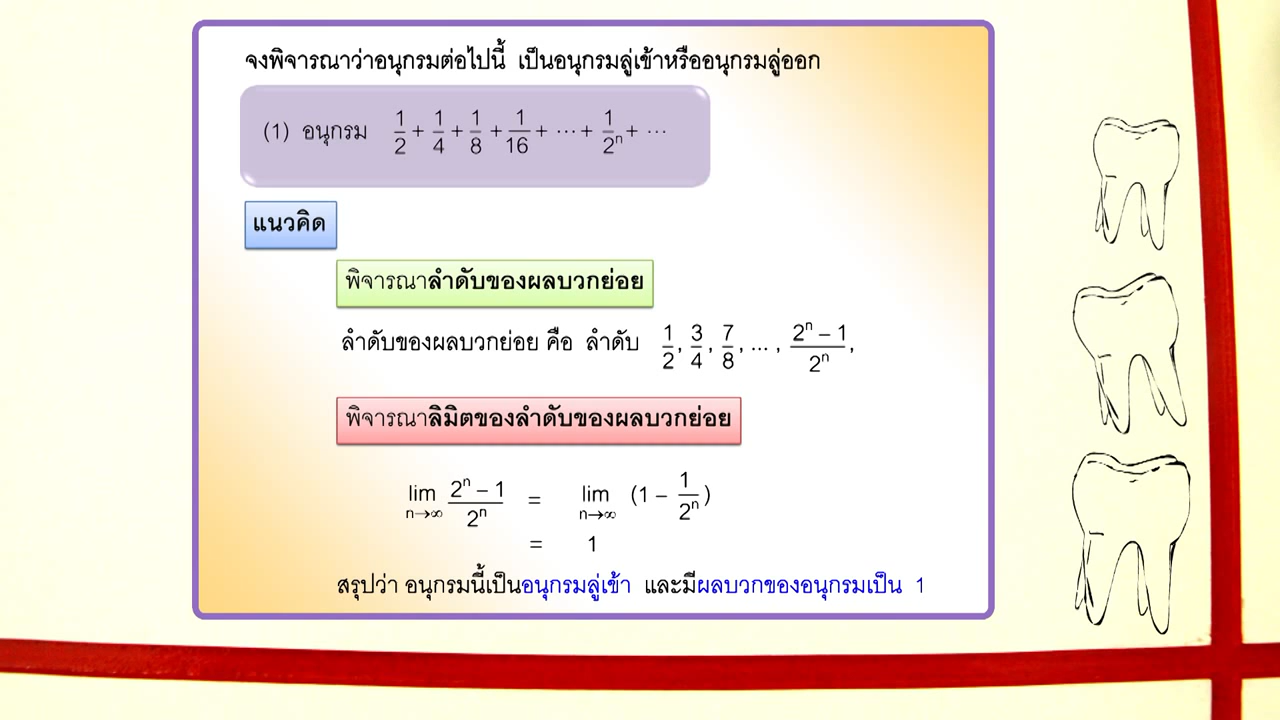 จงพิจารณาว่าอนุกรมต่อไปนี้ เป็นอนุกรมลู่เข้าหรืออนุกรมลู่ออก
(1) อนุกรม 1/2 + 1/4 + 1/8 + 1/16 + ⋯ + 1/2ⁿ + ⋯
แนวคิด
พิจารณาลำดับของผลบวกย่อย
ลำดับของผลบวกย่อย คือ ลำดับ 1/2, 3/4, 7/8, ... , (2ⁿ – 1)/2ⁿ,
พิจารณาลิมิตของลำดับของผลบวกย่อย
lim n→∞ (2ⁿ – 1)/2ⁿ = lim n→∞ (1 – 1/2ⁿ)
= 1
สรุปว่า อนุกรมนี้เป็นอนุกรมลู่เข้า และมีผลบวกของอนุกรมเป็น 1